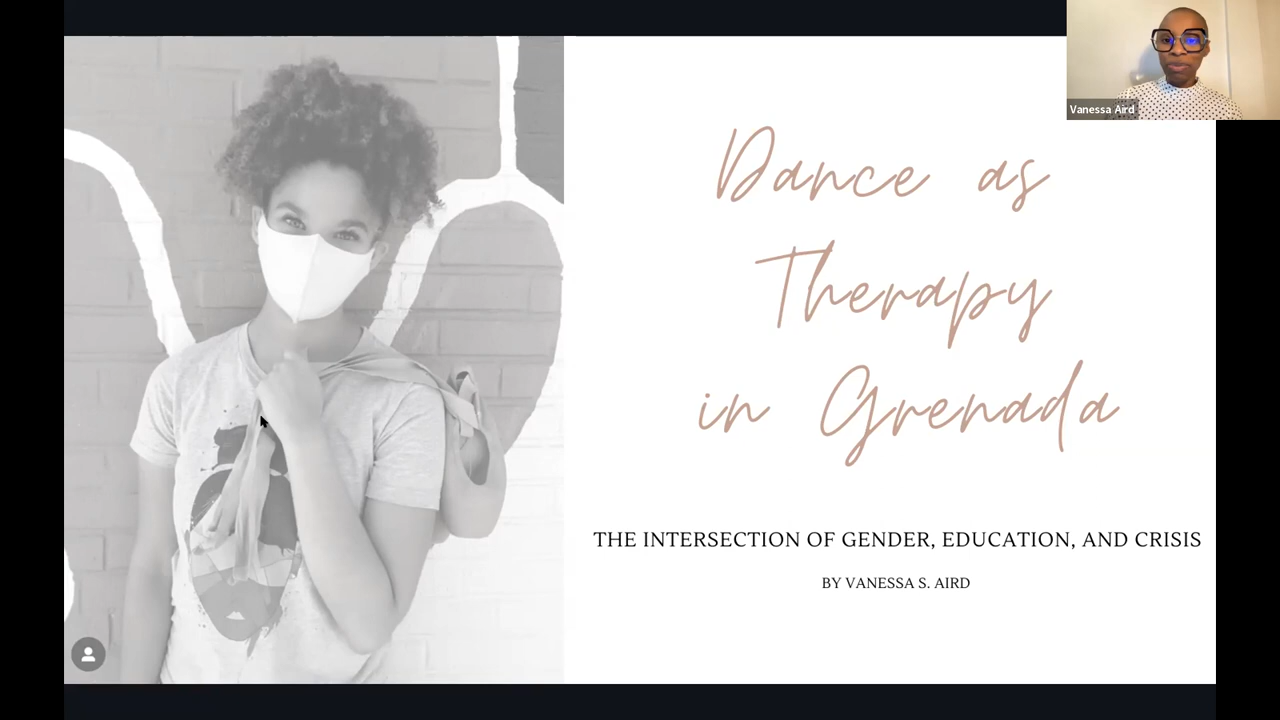 Vanessa Aird
Dance as
Therapy
in Grenada
THE INTERSECTION OF GENDER, EDUCATION, AND CRISIS
BY VANESSA S. AIRD